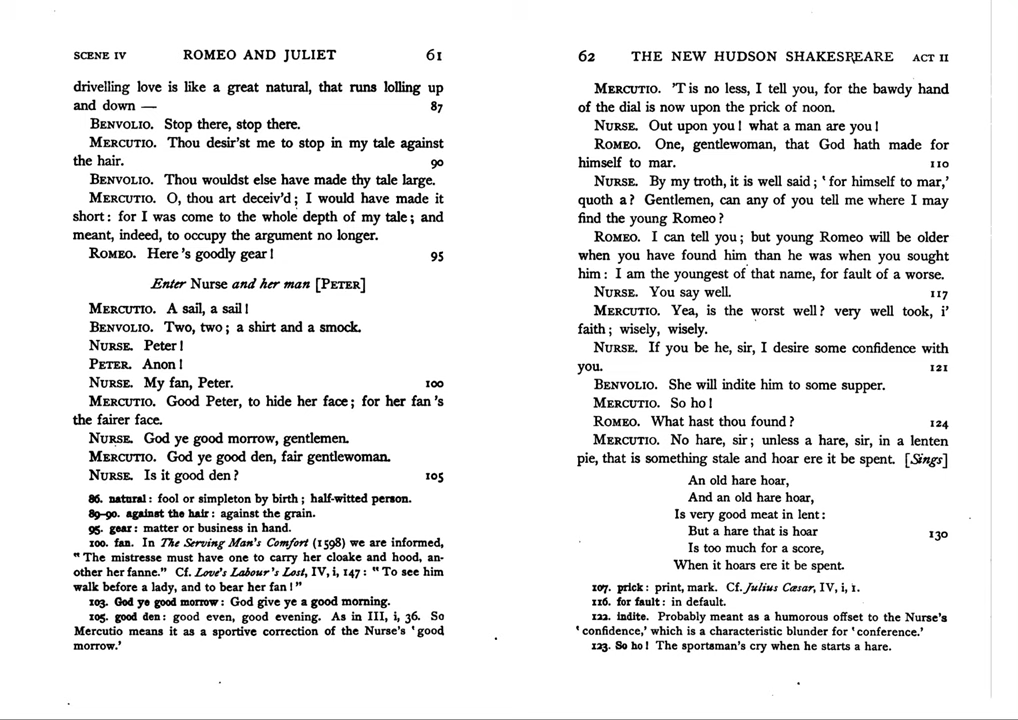 SCENE IV ROMEO AND JULIET 61
drivelling love is like a great natural, that runs lolling up
and down — 87
BENVOLIO. Stop there, stop there.
MERCUTIO. Thou desir'st me to stop in my tale against
the hair. 90
BENVOLIO. Thou wouldst else have made thy tale large.
MERCUTIO. O, thou art deceiv'd; I would have made it
short: for I was come to the whole depth of my tale; and
meant, indeed, to occupy the argument no longer.
ROMEO. Here's goodly gear! 95
Enter Nurse and her man [PETER]
MERCUTIO. A sail, a sail!
BENVOLIO. Two, two; a shirt and a smock.
NURSE. Peter!
PETER. Anon!
NURSE. My fan, Peter. 100
MERCUTIO. Good Peter, to hide her face; for her fan's
the fairer face.
NURSE. God ye good morrow, gentlemen.
MERCUTIO. God ye good den, fair gentlewoman.
NURSE. Is it good den? 105
86. natural: fool or simpleton by birth; half-witted person.
89-90. against the hair: against the grain.
95. gear: matter or business in hand.
100. fan. In The Serving Man's Comfort (1598) we are informed,
"The mistresse must have one to carry her cloake and hood, an-
other her fanne." Cf. Love's Labour's Lost, IV, i, 147: "To see him
walk before a lady, and to bear her fan!"
103. God ye good morrow: God give ye a good morning.
105. good den: good even, good evening. As in III, i, 36. So
Mercutio means it as a sportive correction of the Nurse's 'good
morrow.'
62 THE NEW HUDSON SHAKESPEARE ACT II
MERCUTIO. 'Tis no less, I tell you, for the bawdy hand
of the dial is now upon the prick of noon.
NURSE. Out upon you! what a man are you!
ROMEO. One, gentlewoman, that God hath made for
himself to mar. 110
NURSE. By my troth, it is well said; 'for himself to mar,'
quoth a? Gentlemen, can any of you tell me where I may
find the young Romeo?
ROMEO. I can tell you; but young Romeo will be older
when you have found him than he was when you sought
him: I am the youngest of that name, for fault of a worse.
NURSE. You say well. 117
MERCUTIO. Yea, is the worst well? very well took, i'
faith; wisely, wisely.
NURSE. If you be he, sir, I desire some confidence with
you. 121
BENVOLIO. She will indite him to some supper.
MERCUTIO. So ho!
ROMEO. What hast thou found? 124
MERCUTIO. No hare, sir; unless a hare, sir, in a lenten
pie, that is something stale and hoar ere it be spent. [Sings]
An old hare hoar,
And an old hare hoar,
Is very good meat in lent:
But a hare that is hoar 130
Is too much for a score,
When it hoars ere it be spent.
107. prick: print, mark. Cf. Julius Cæsar, IV, i, 1.
116. for fault: in default.
122. indite. Probably meant as a humorous offset to the Nurse's
'confidence,' which is a characteristic blunder for 'conference.'
123. So ho! The sportsman's cry when he starts a hare.